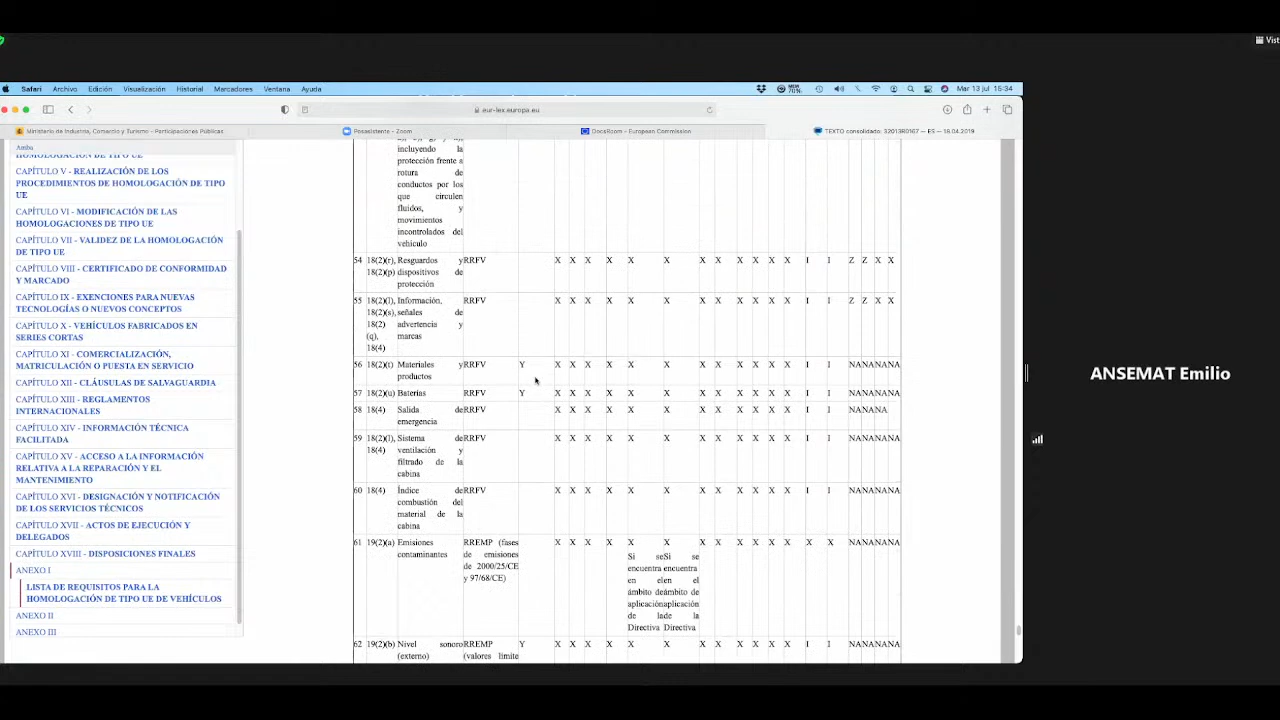 Vist
Safari Archivo Edición Visualización Historial Marcadores Ventana Ayuda
Mar 13 jul 15:34
eur-lex.europa.eu
Ministerio de Industria, Comercio y Turismo - Participaciones Públicas
Posasistente - Zoom
DocsRoom - European Commission
TEXTO consolidado: 32013R0167 — ES — 18.04.2019
Arriba
HOMOLOGACIÓN DE TIPO UE
CAPÍTULO V - REALIZACIÓN DE LOS
PROCEDIMIENTOS DE HOMOLOGACIÓN DE TIPO
UE
CAPÍTULO VI - MODIFICACIÓN DE LAS
HOMOLOGACIONES DE TIPO UE
CAPÍTULO VII - VALIDEZ DE LA HOMOLOGACIÓN
DE TIPO UE
CAPÍTULO VIII - CERTIFICADO DE CONFORMIDAD
Y MARCADO
CAPÍTULO IX - EXENCIONES PARA NUEVAS
TECNOLOGÍAS O NUEVOS CONCEPTOS
CAPÍTULO X - VEHÍCULOS FABRICADOS EN
SERIES CORTAS
CAPÍTULO XI - COMERCIALIZACIÓN,
MATRICULACIÓN O PUESTA EN SERVICIO
CAPÍTULO XII - CLÁUSULAS DE SALVAGUARDIA
CAPÍTULO XIII - REGLAMENTOS
INTERNACIONALES
CAPÍTULO XIV - INFORMACIÓN TÉCNICA
FACILITADA
CAPÍTULO XV - ACCESO A LA INFORMACIÓN
RELATIVA A LA REPARACIÓN Y EL
MANTENIMIENTO
CAPÍTULO XVI - DESIGNACIÓN Y NOTIFICACIÓN
DE LOS SERVICIOS TÉCNICOS
CAPÍTULO XVII - ACTOS DE EJECUCIÓN Y
DELEGADOS
CAPÍTULO XVIII - DISPOSICIONES FINALES
ANEXO I
LISTA DE REQUISITOS PARA LA
HOMOLOGACIÓN DE TIPO UE DE VEHÍCULOS
ANEXO II
ANEXO III
incluyendo la
protección frente a
rotura de
conductos por los
que circulen
fluidos, y
movimientos
incontrolados del
vehículo
54 18(2)(r), Resguardos y RRFV X X X X X X X X X X X X I I Z Z X X
18(2)(p) dispositivos de
protección
55 18(2)(l), Información, RRFV X X X X X X X X X X X X I I Z Z X X
18(2)(s), señales de
18(2) advertencia y
(q), marcas
18(4)
56 18(2)(t) Materiales y RRFV Y X X X X X X X X X X X X I I NA NA NA NA
productos
57 18(2)(u) Baterías RRFV Y X X X X X X X X X X X X I I NA NA NA NA
58 18(4) Salida de RRFV X X X X X X X X X X X X I I NA NA NA
emergencia
59 18(2)(l), Sistema de RRFV X X X X X X X X X X X X I I NA NA NA NA
18(4) ventilación y
filtrado de la
cabina
60 18(4) Índice de RRFV X X X X X X X X X X X X I I NA NA NA NA
combustión del
material de la
cabina
61 19(2)(a) Emisiones RREMP (fases X X X X X X X X X X X X X X NA NA NA NA
contaminantes de emisiones Si se Si se
de 2000/25/CE encuentra encuentra
y 97/68/CE) en el en el
ámbito de ámbito de
aplicación aplicación
de la de la
Directiva Directiva
62 19(2)(b) Nivel sonoro RREMP Y X X X X X X X X X X X X I I NA NA NA NA
(externo) (valores límite
ANSEMAT Emilio